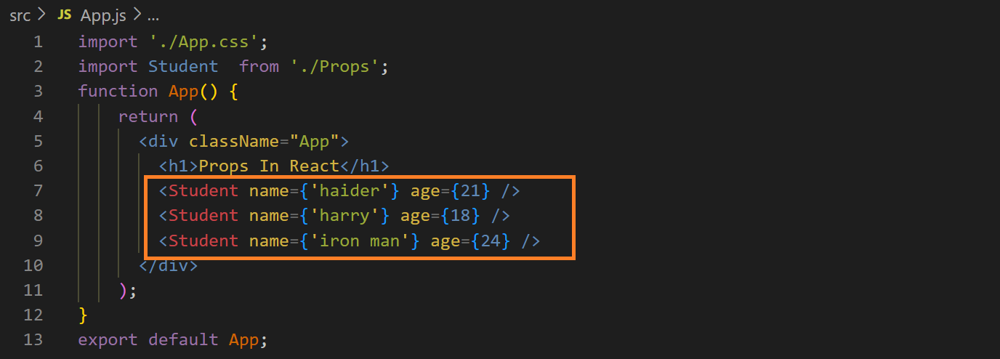 src > JS App.js > ...
1 import './App.css';
2 import Student  from './Props';
3 function App() {
4     return (
5       <div className="App">
6         <h1>Props In React</h1>
7         <Student name={'haider'} age={21} />
8         <Student name={'harry'} age={18} />
9         <Student name={'iron man'} age={24} />
10       </div>
11     );
12 }
13 export default App;